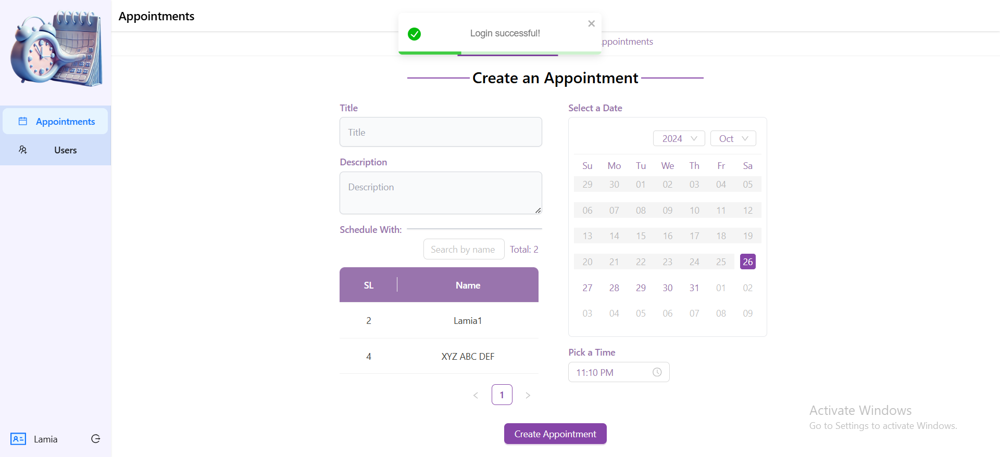 Appointments
Login successful!
ppointments
Create an Appointment
Appointments
Users
Title
Title
Description
Description
Schedule With:
Search by name Total: 2
SL Name
2 Lamia1
4 XYZ ABC DEF
1
Select a Date
2024 Oct
Su Mo Tu We Th Fr Sa
29 30 01 02 03 04 05
06 07 08 09 10 11 12
13 14 15 16 17 18 19
20 21 22 23 24 25 26
27 28 29 30 31 01 02
03 04 05 06 07 08 09
Pick a Time
11:10 PM
Create Appointment
Lamia
Activate Windows
Go to Settings to activate Windows.